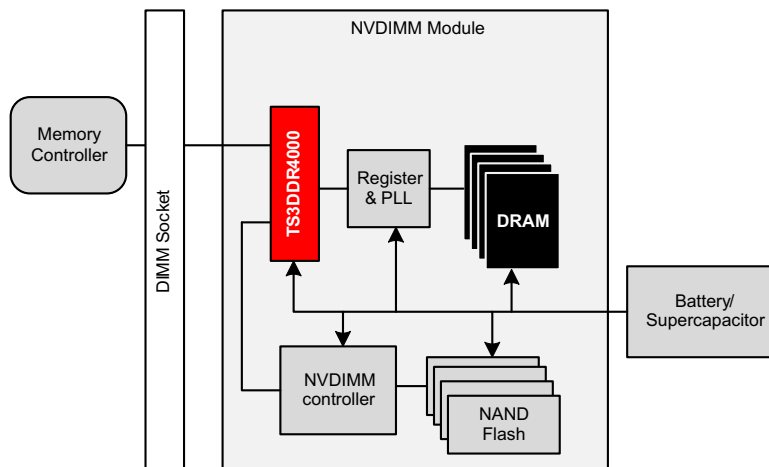 NVDIMM Module
Memory
Controller
DIMM Socket
TS3DDR4000
Register
& PLL
DRAM
Battery/
Supercapacitor
NVDIMM
controller
NAND
Flash